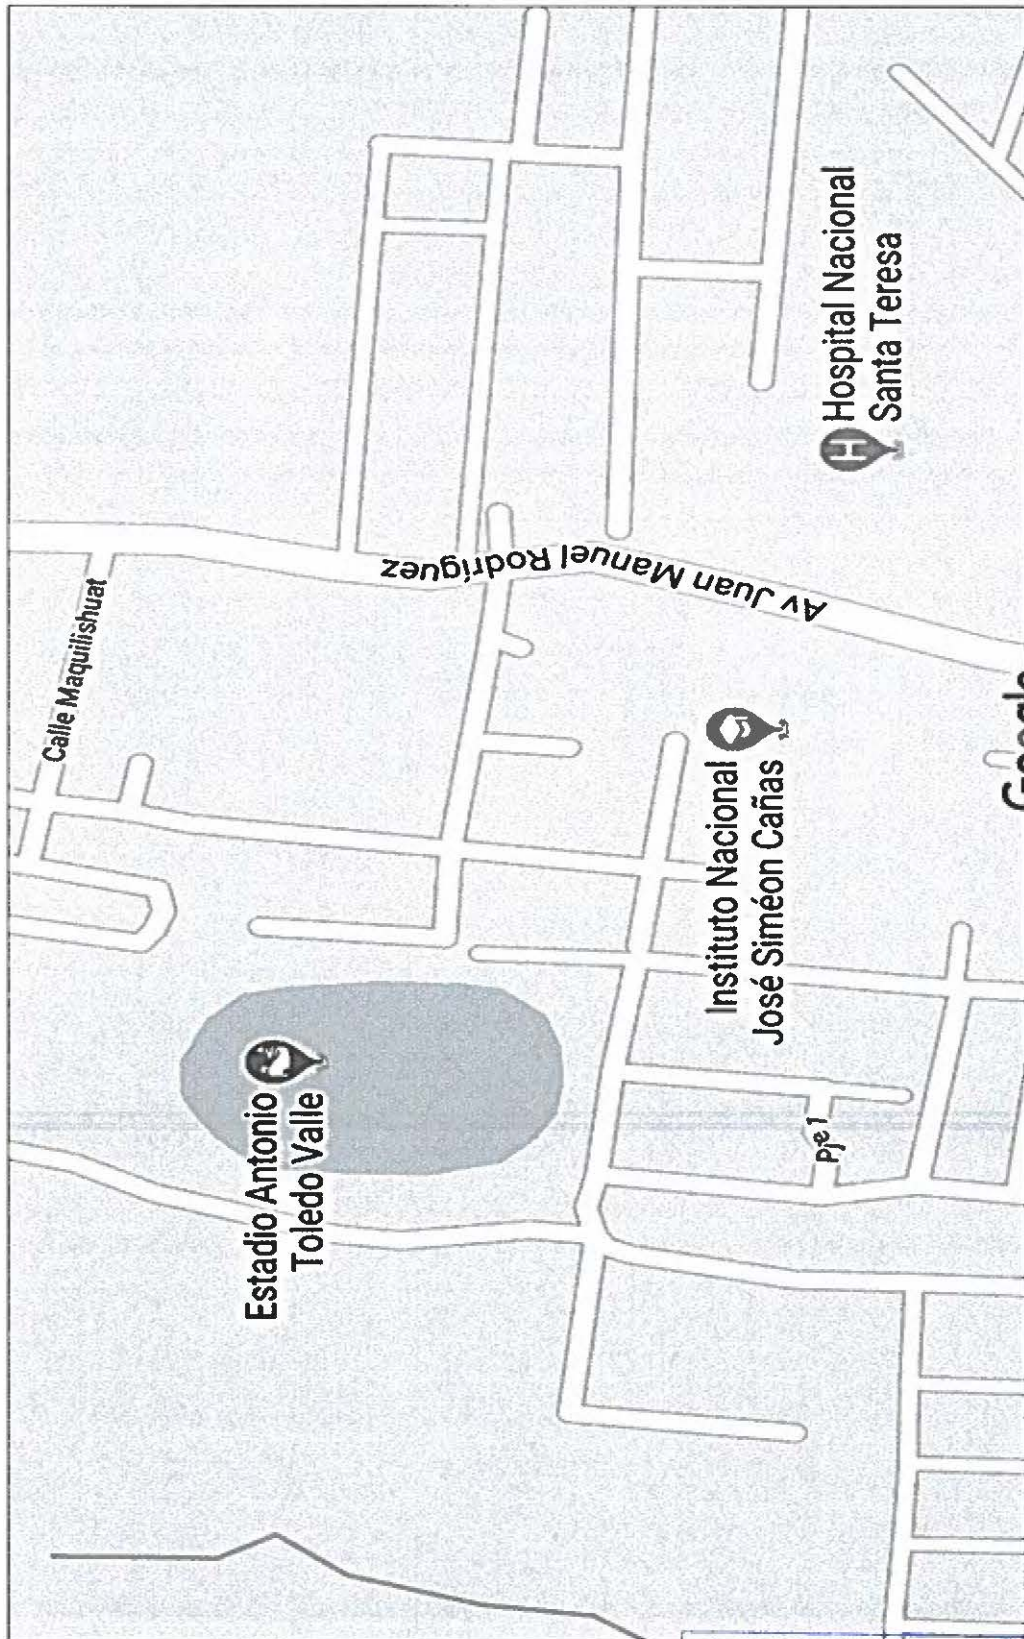 Calle Maquilishuat
Estadio Antonio
Toledo Valle
Av Juan Manuel Rodríguez
Instituto Nacional
José Siméon Cañas
H
Hospital Nacional
Santa Teresa
Pje 1
Google